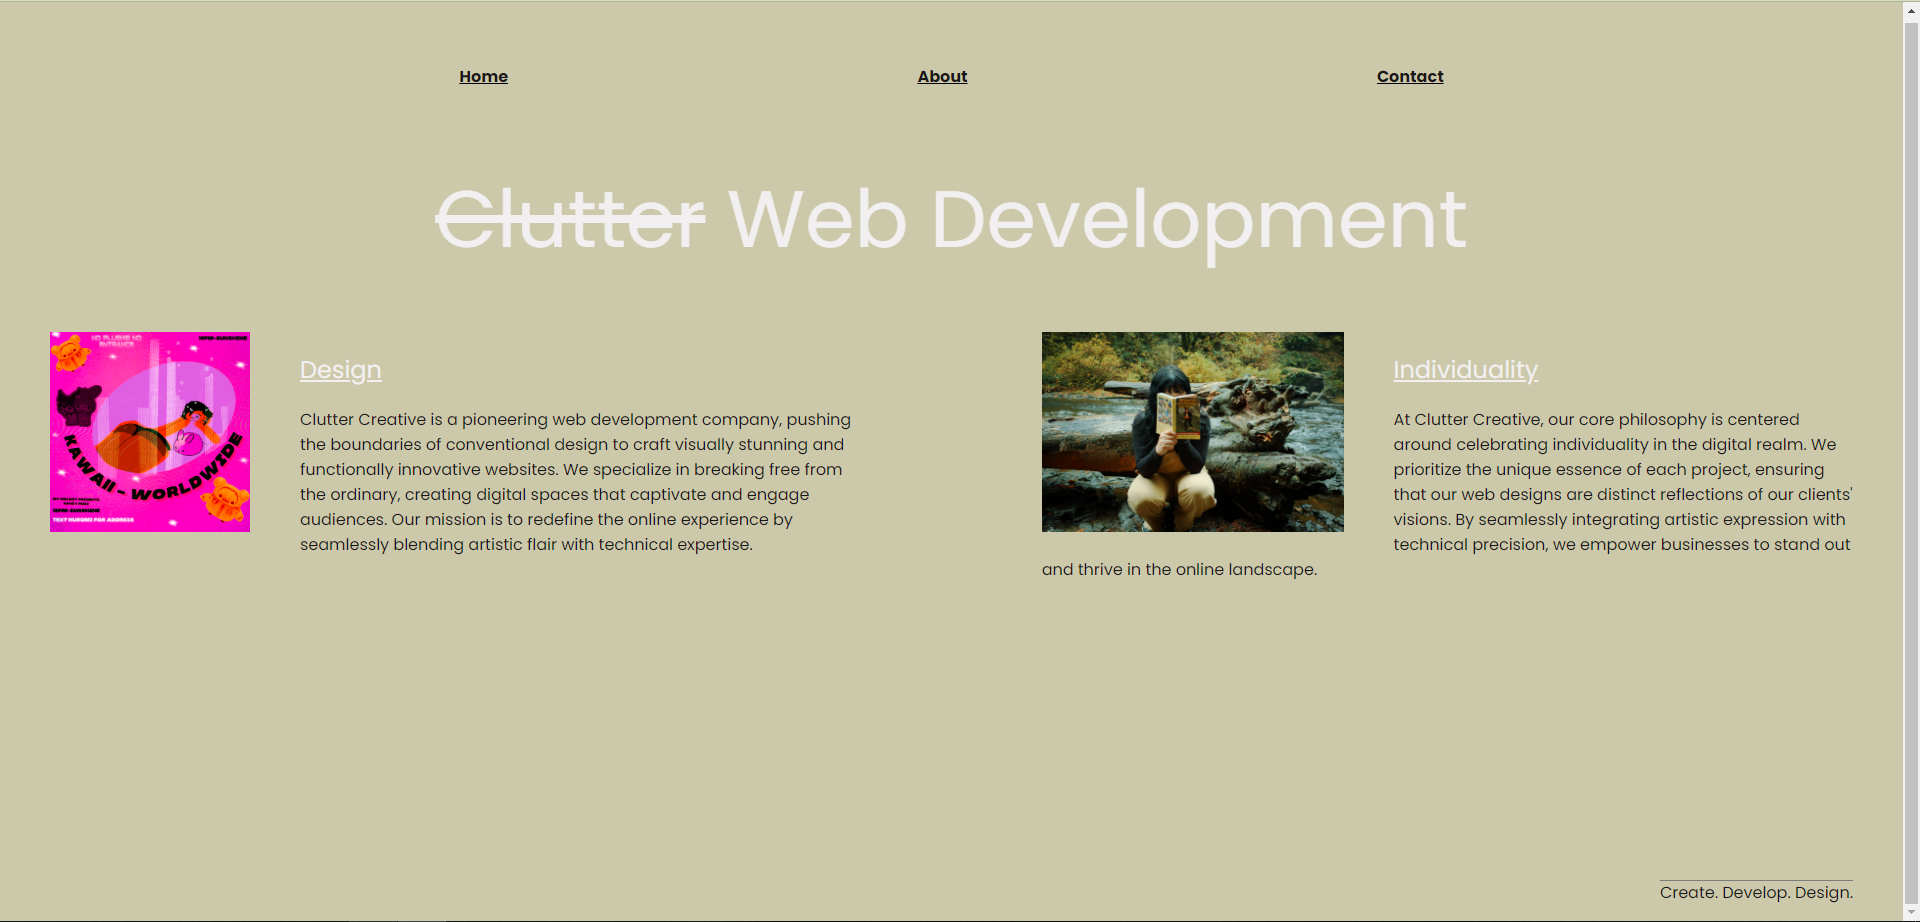 Home About Contact
Clutter Web Development
NO PLUSHIE NO
ENTRANCE
KAWAII - WORLDWIDE
TEXT NUR0N1 FOR ADDRESS
Design
Clutter Creative is a pioneering web development company, pushing
the boundaries of conventional design to craft visually stunning and
functionally innovative websites. We specialize in breaking free from
the ordinary, creating digital spaces that captivate and engage
audiences. Our mission is to redefine the online experience by
seamlessly blending artistic flair with technical expertise.
Individuality
At Clutter Creative, our core philosophy is centered
around celebrating individuality in the digital realm. We
prioritize the unique essence of each project, ensuring
that our web designs are distinct reflections of our clients'
visions. By seamlessly integrating artistic expression with
technical precision, we empower businesses to stand out
and thrive in the online landscape.
Create. Develop. Design.